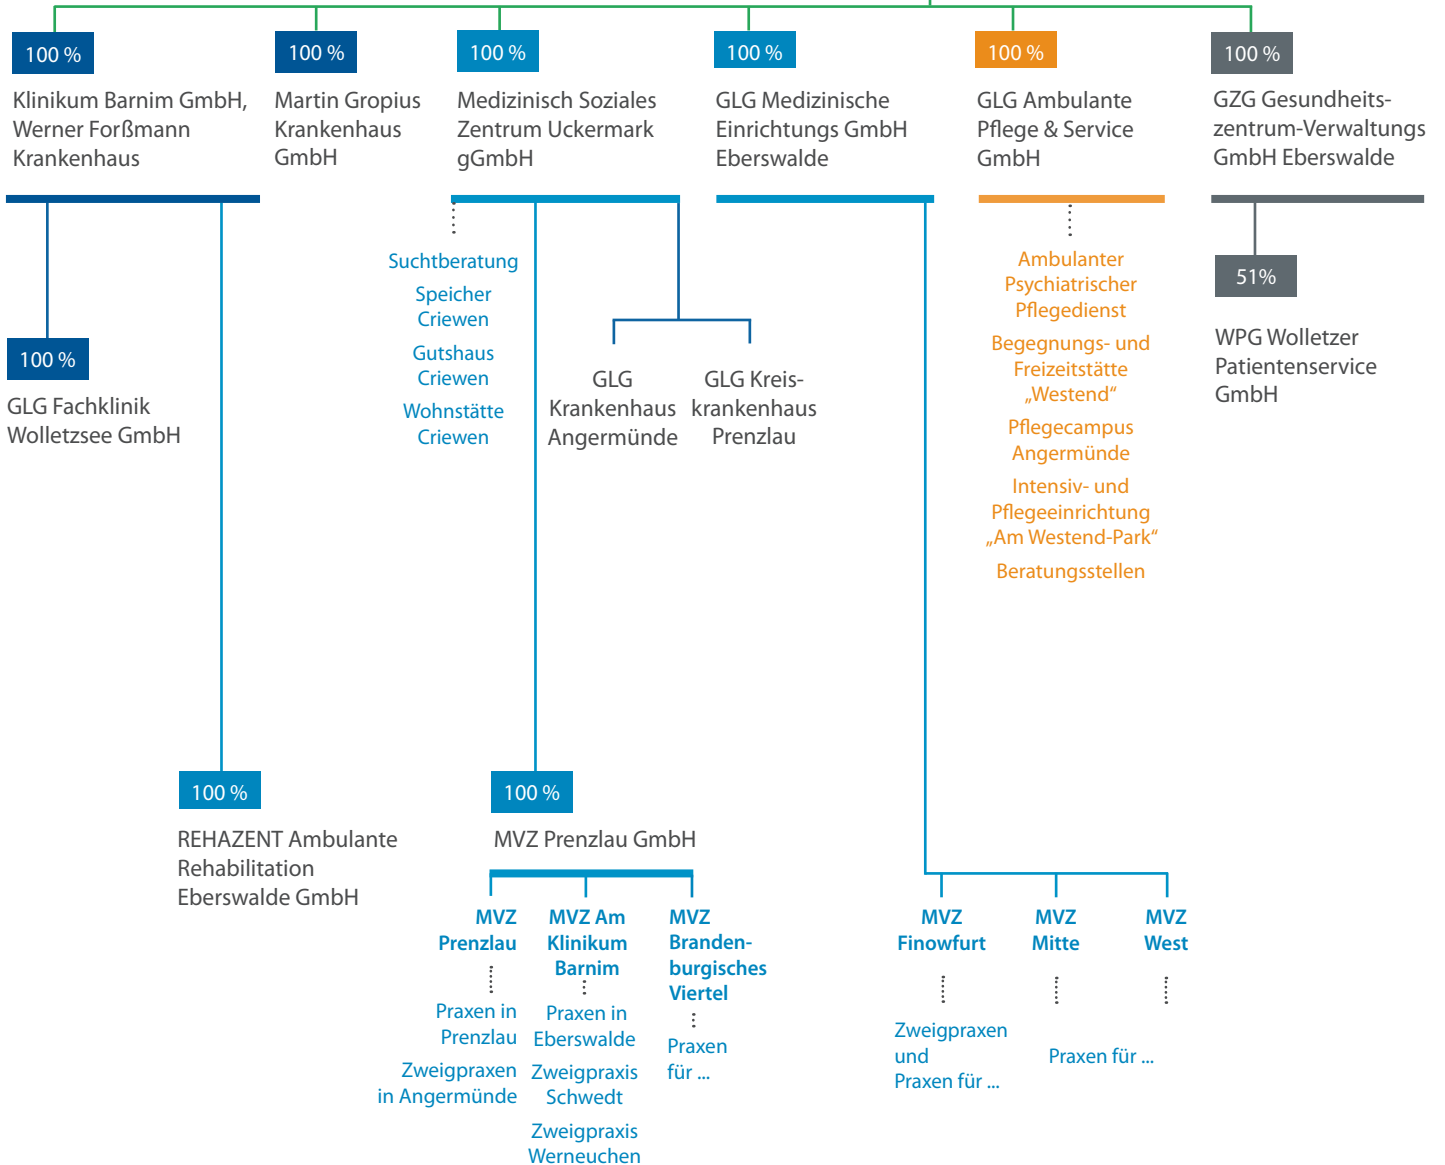 100 %
Klinikum Barnim GmbH,
Werner Forßmann
Krankenhaus
100 %
Martin Gropius
Krankenhaus
GmbH
100 %
Medizinisch Soziales
Zentrum Uckermark
gGmbH
100 %
GLG Medizinische
Einrichtungs GmbH
Eberswalde
100 %
GLG Ambulante
Pflege & Service
GmbH
100 %
GZG Gesundheits-
zentrum-Verwaltungs
GmbH Eberswalde
100 %
GLG Fachklinik
Wolletzsee GmbH
Suchtberatung
Speicher
Criewen
Gutshaus
Criewen
Wohnstätte
Criewen
GLG
Krankenhaus
Angermünde
GLG Kreis-
krankenhaus
Prenzlau
Ambulanter
Psychiatrischer
Pflegedienst
Begegnungs- und
Freizeitstätte
„Westend“
Pflegecampus
Angermünde
Intensiv- und
Pflegeeinrichtung
„Am Westend-Park“
Beratungsstellen
51%
WPG Wolletzer
Patientenservice
GmbH
100 %
REHAZENT Ambulante
Rehabilitation
Eberswalde GmbH
100 %
MVZ Prenzlau GmbH
MVZ
Prenzlau
Praxen in
Prenzlau
Zweigpraxen
in Angermünde
MVZ Am
Klinikum
Barnim
Praxen in
Eberswalde
Zweigpraxis
Schwedt
Zweigpraxis
Werneuchen
MVZ
Branden-
burgisches
Viertel
Praxen
für ...
MVZ
Finowfurt
Zweigpraxen
und
Praxen für ...
MVZ
Mitte
MVZ
West
Praxen für ...